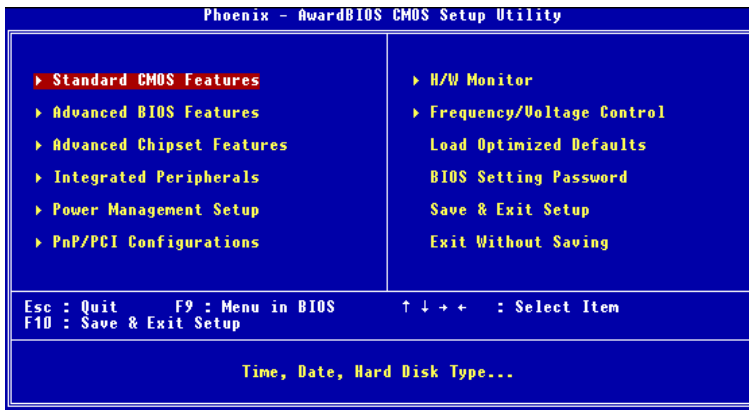 Phoenix - AwardBIOS CMOS Setup Utility
▸ Standard CMOS Features
▸ Advanced BIOS Features
▸ Advanced Chipset Features
▸ Integrated Peripherals
▸ Power Management Setup
▸ PnP/PCI Configurations
▸ H/W Monitor
▸ Frequency/Voltage Control
Load Optimized Defaults
BIOS Setting Password
Save & Exit Setup
Exit Without Saving
Esc : Quit F9 : Menu in BIOS ↑ ↓ → ← : Select Item
F10 : Save & Exit Setup
Time, Date, Hard Disk Type...